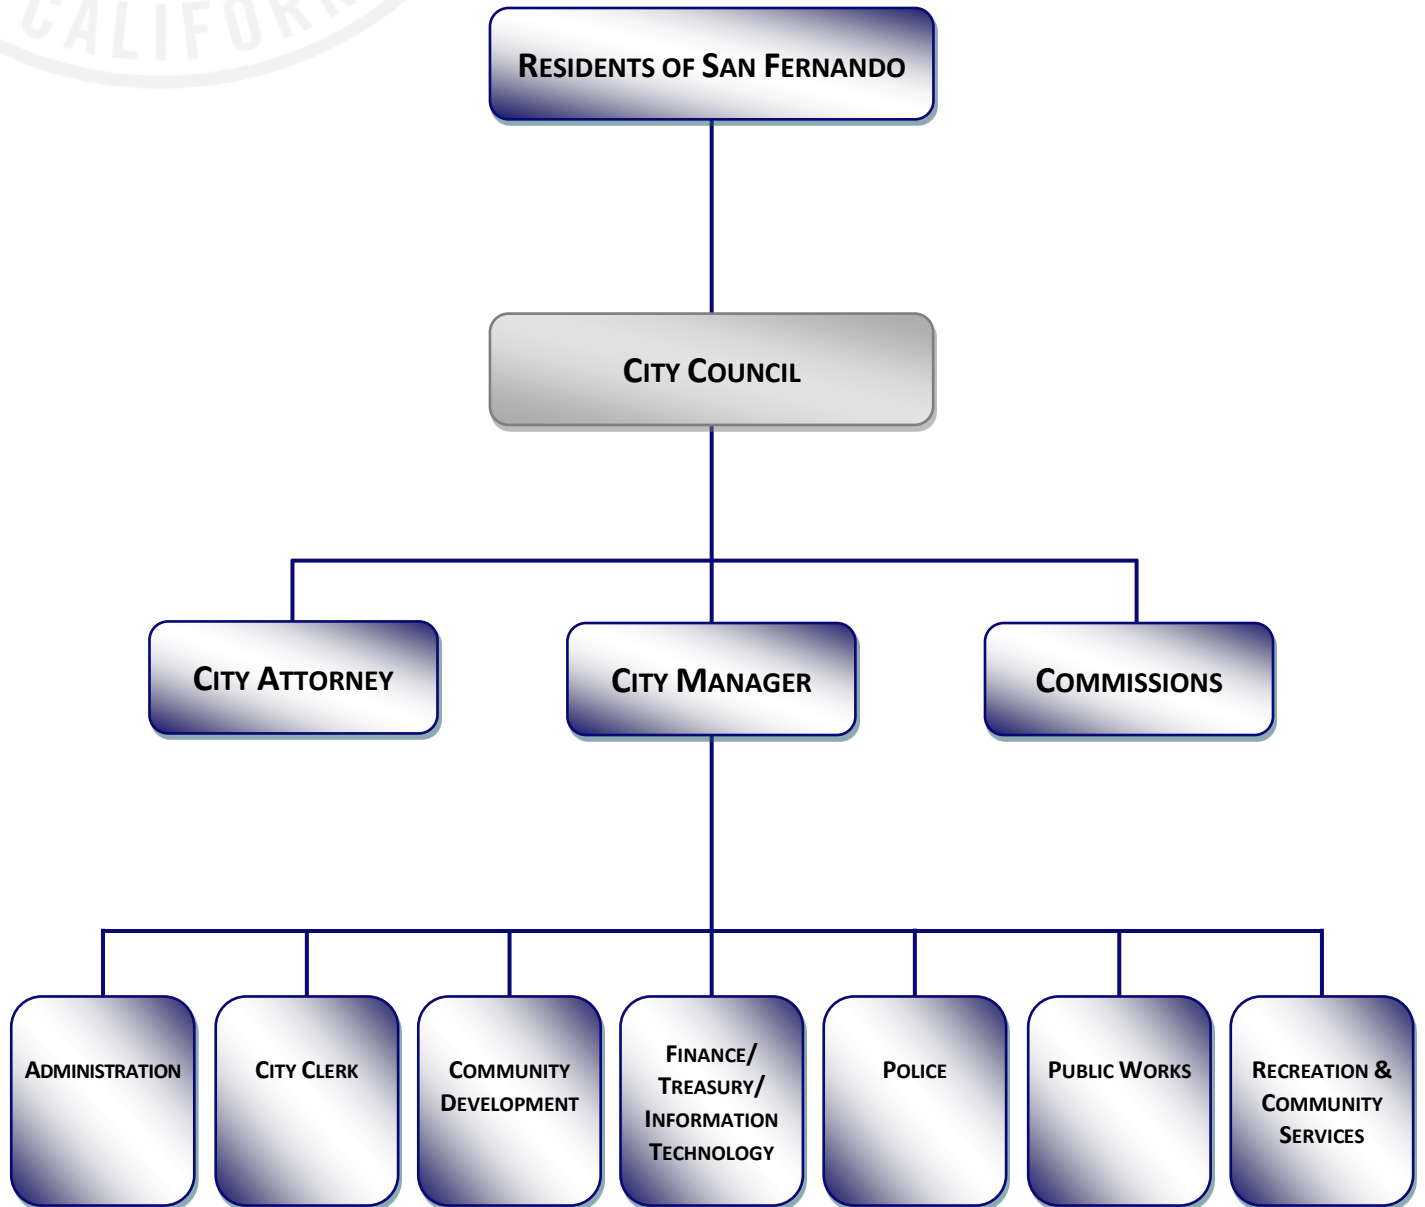 CALIFORN
RESIDENTS OF SAN FERNANDO
CITY COUNCIL
CITY ATTORNEY
CITY MANAGER
COMMISSIONS
ADMINISTRATION
CITY CLERK
COMMUNITY
DEVELOPMENT
FINANCE/
TREASURY/
INFORMATION
TECHNOLOGY
POLICE
PUBLIC WORKS
RECREATION &
COMMUNITY
SERVICES